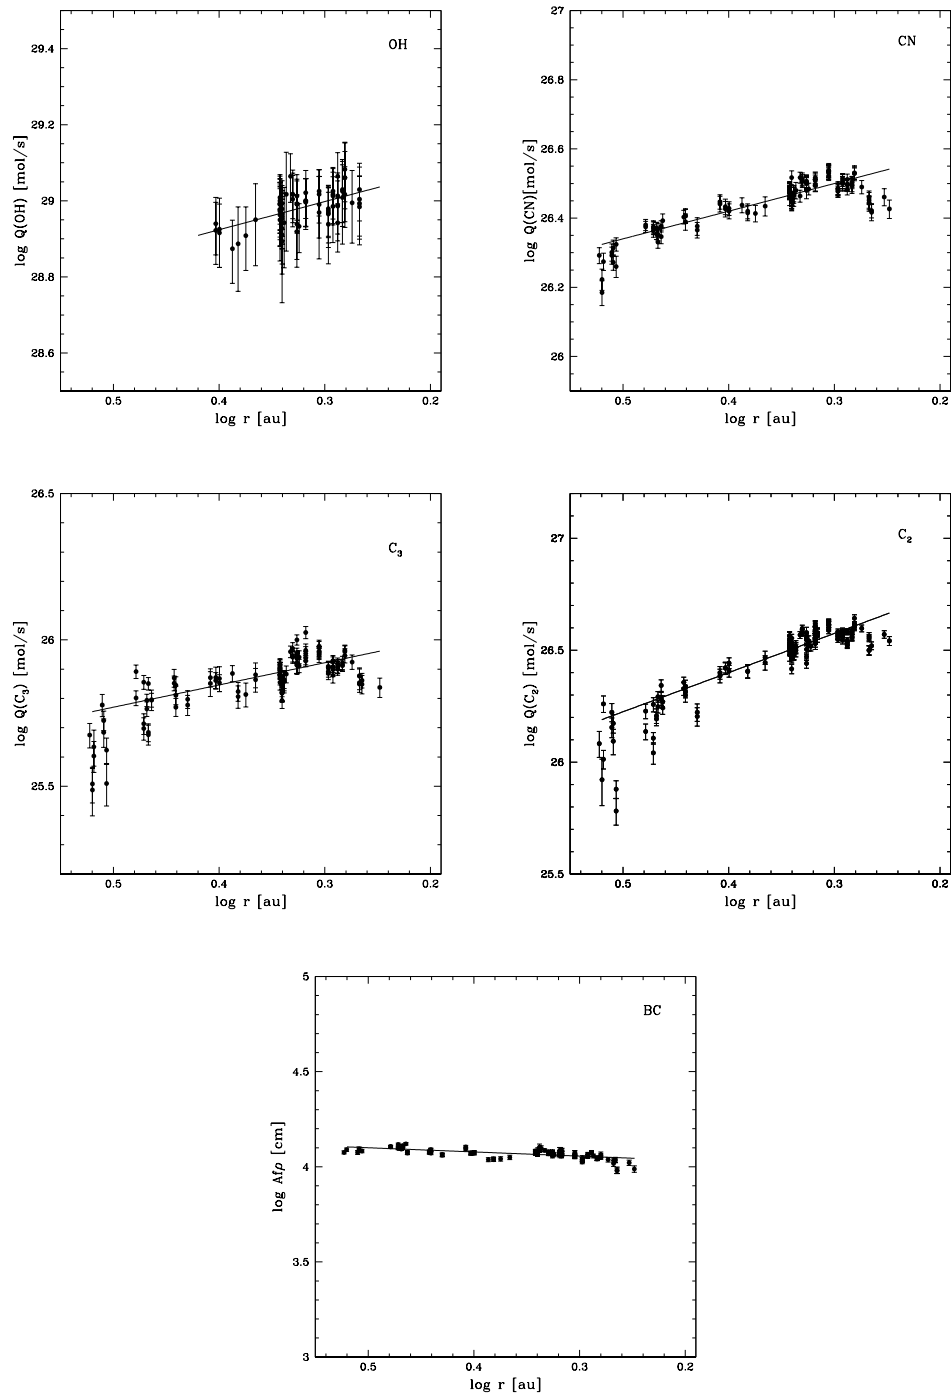 OH
log Q(OH) [mol/s]
29.4
29.2
29
28.8
28.6
0.5
0.4
0.3
0.2
log r [au]
CN
log Q(CN)[mol/s]
27
26.8
26.6
26.4
26.2
26
0.5
0.4
0.3
0.2
log r [au]
C₃
log Q(C₃) [mol/s]
26.5
26
25.5
0.5
0.4
0.3
0.2
log r [au]
C₂
log Q(C₂) [mol/s]
27
26.5
26
25.5
0.5
0.4
0.3
0.2
log r [au]
BC
log Afρ [cm]
5
4.5
4
3.5
3
0.5
0.4
0.3
0.2
log r [au]